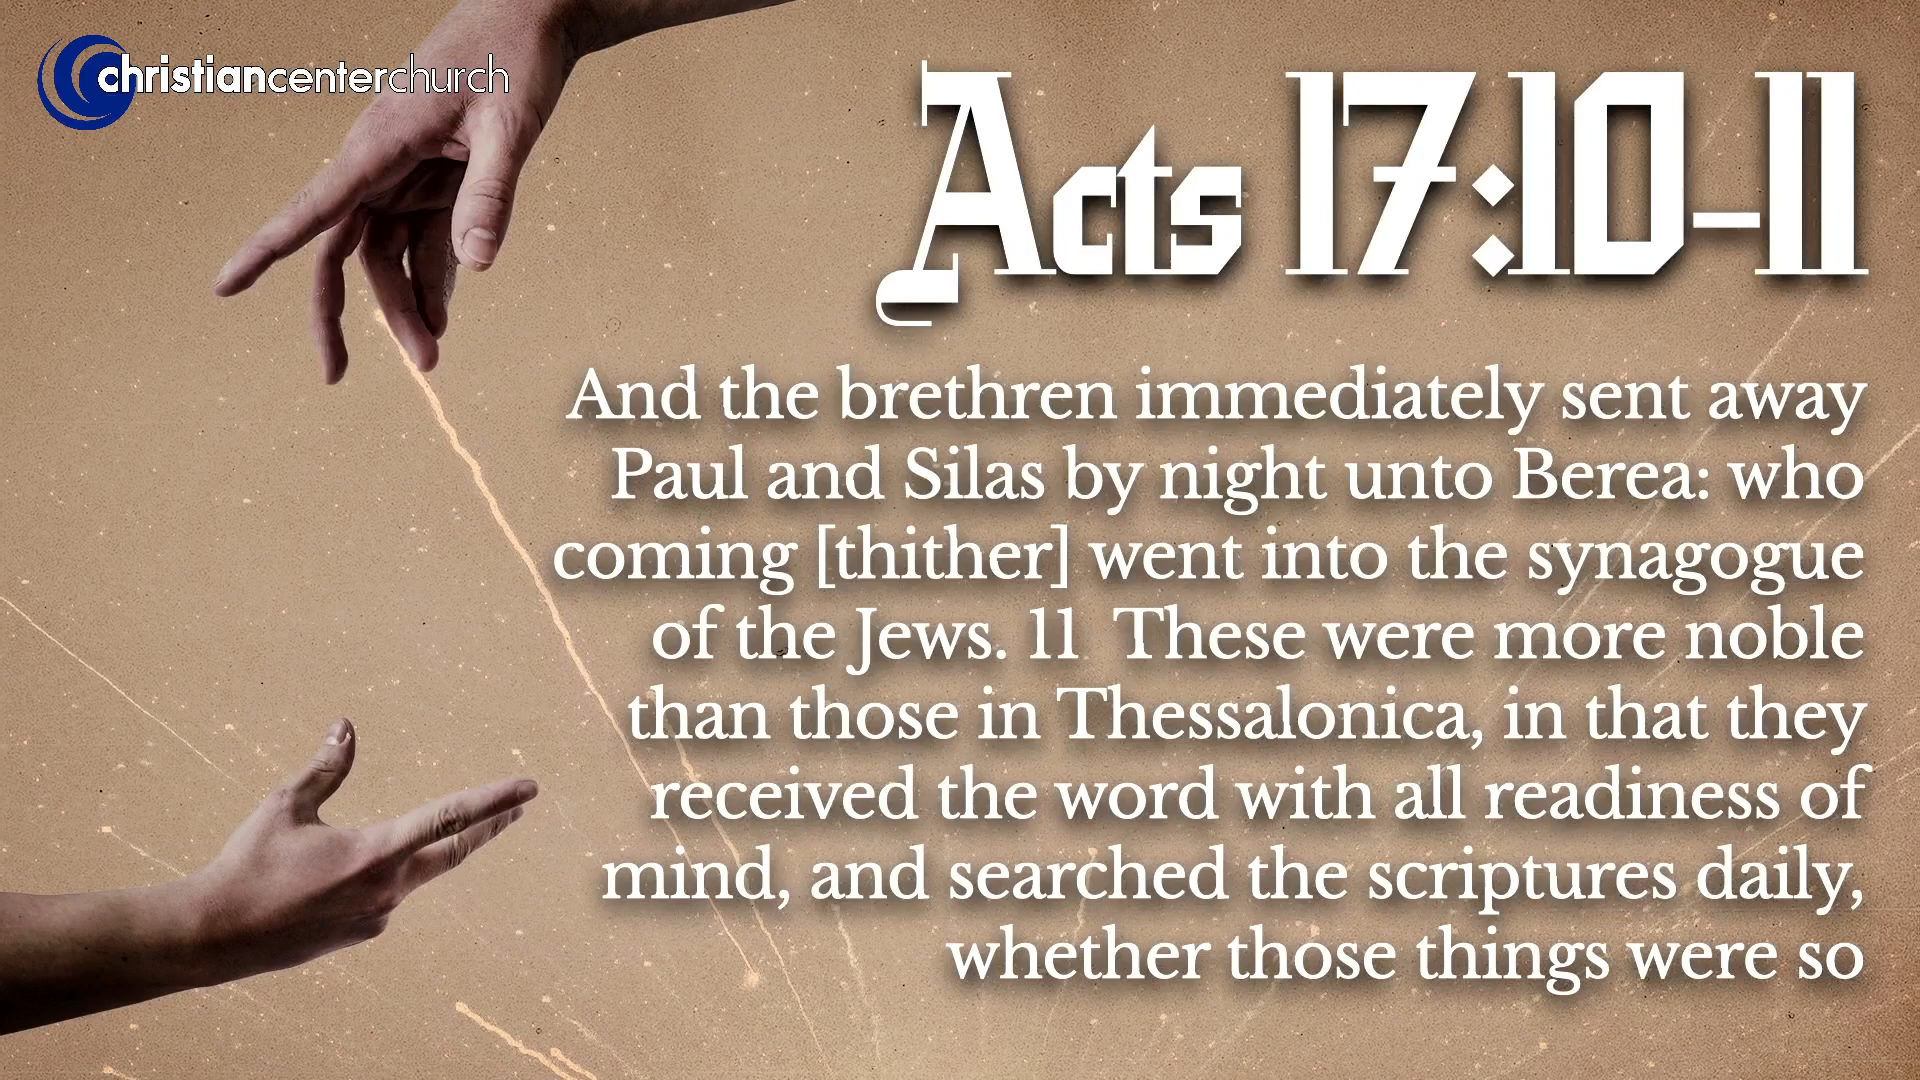 christiancenterchurch
Acts 17:10-11
And the brethren immediately sent away
Paul and Silas by night unto Berea: who
coming [thither] went into the synagogue
of the Jews. 11  These were more noble
than those in Thessalonica, in that they
received the word with all readiness of
mind, and searched the scriptures daily,
whether those things were so